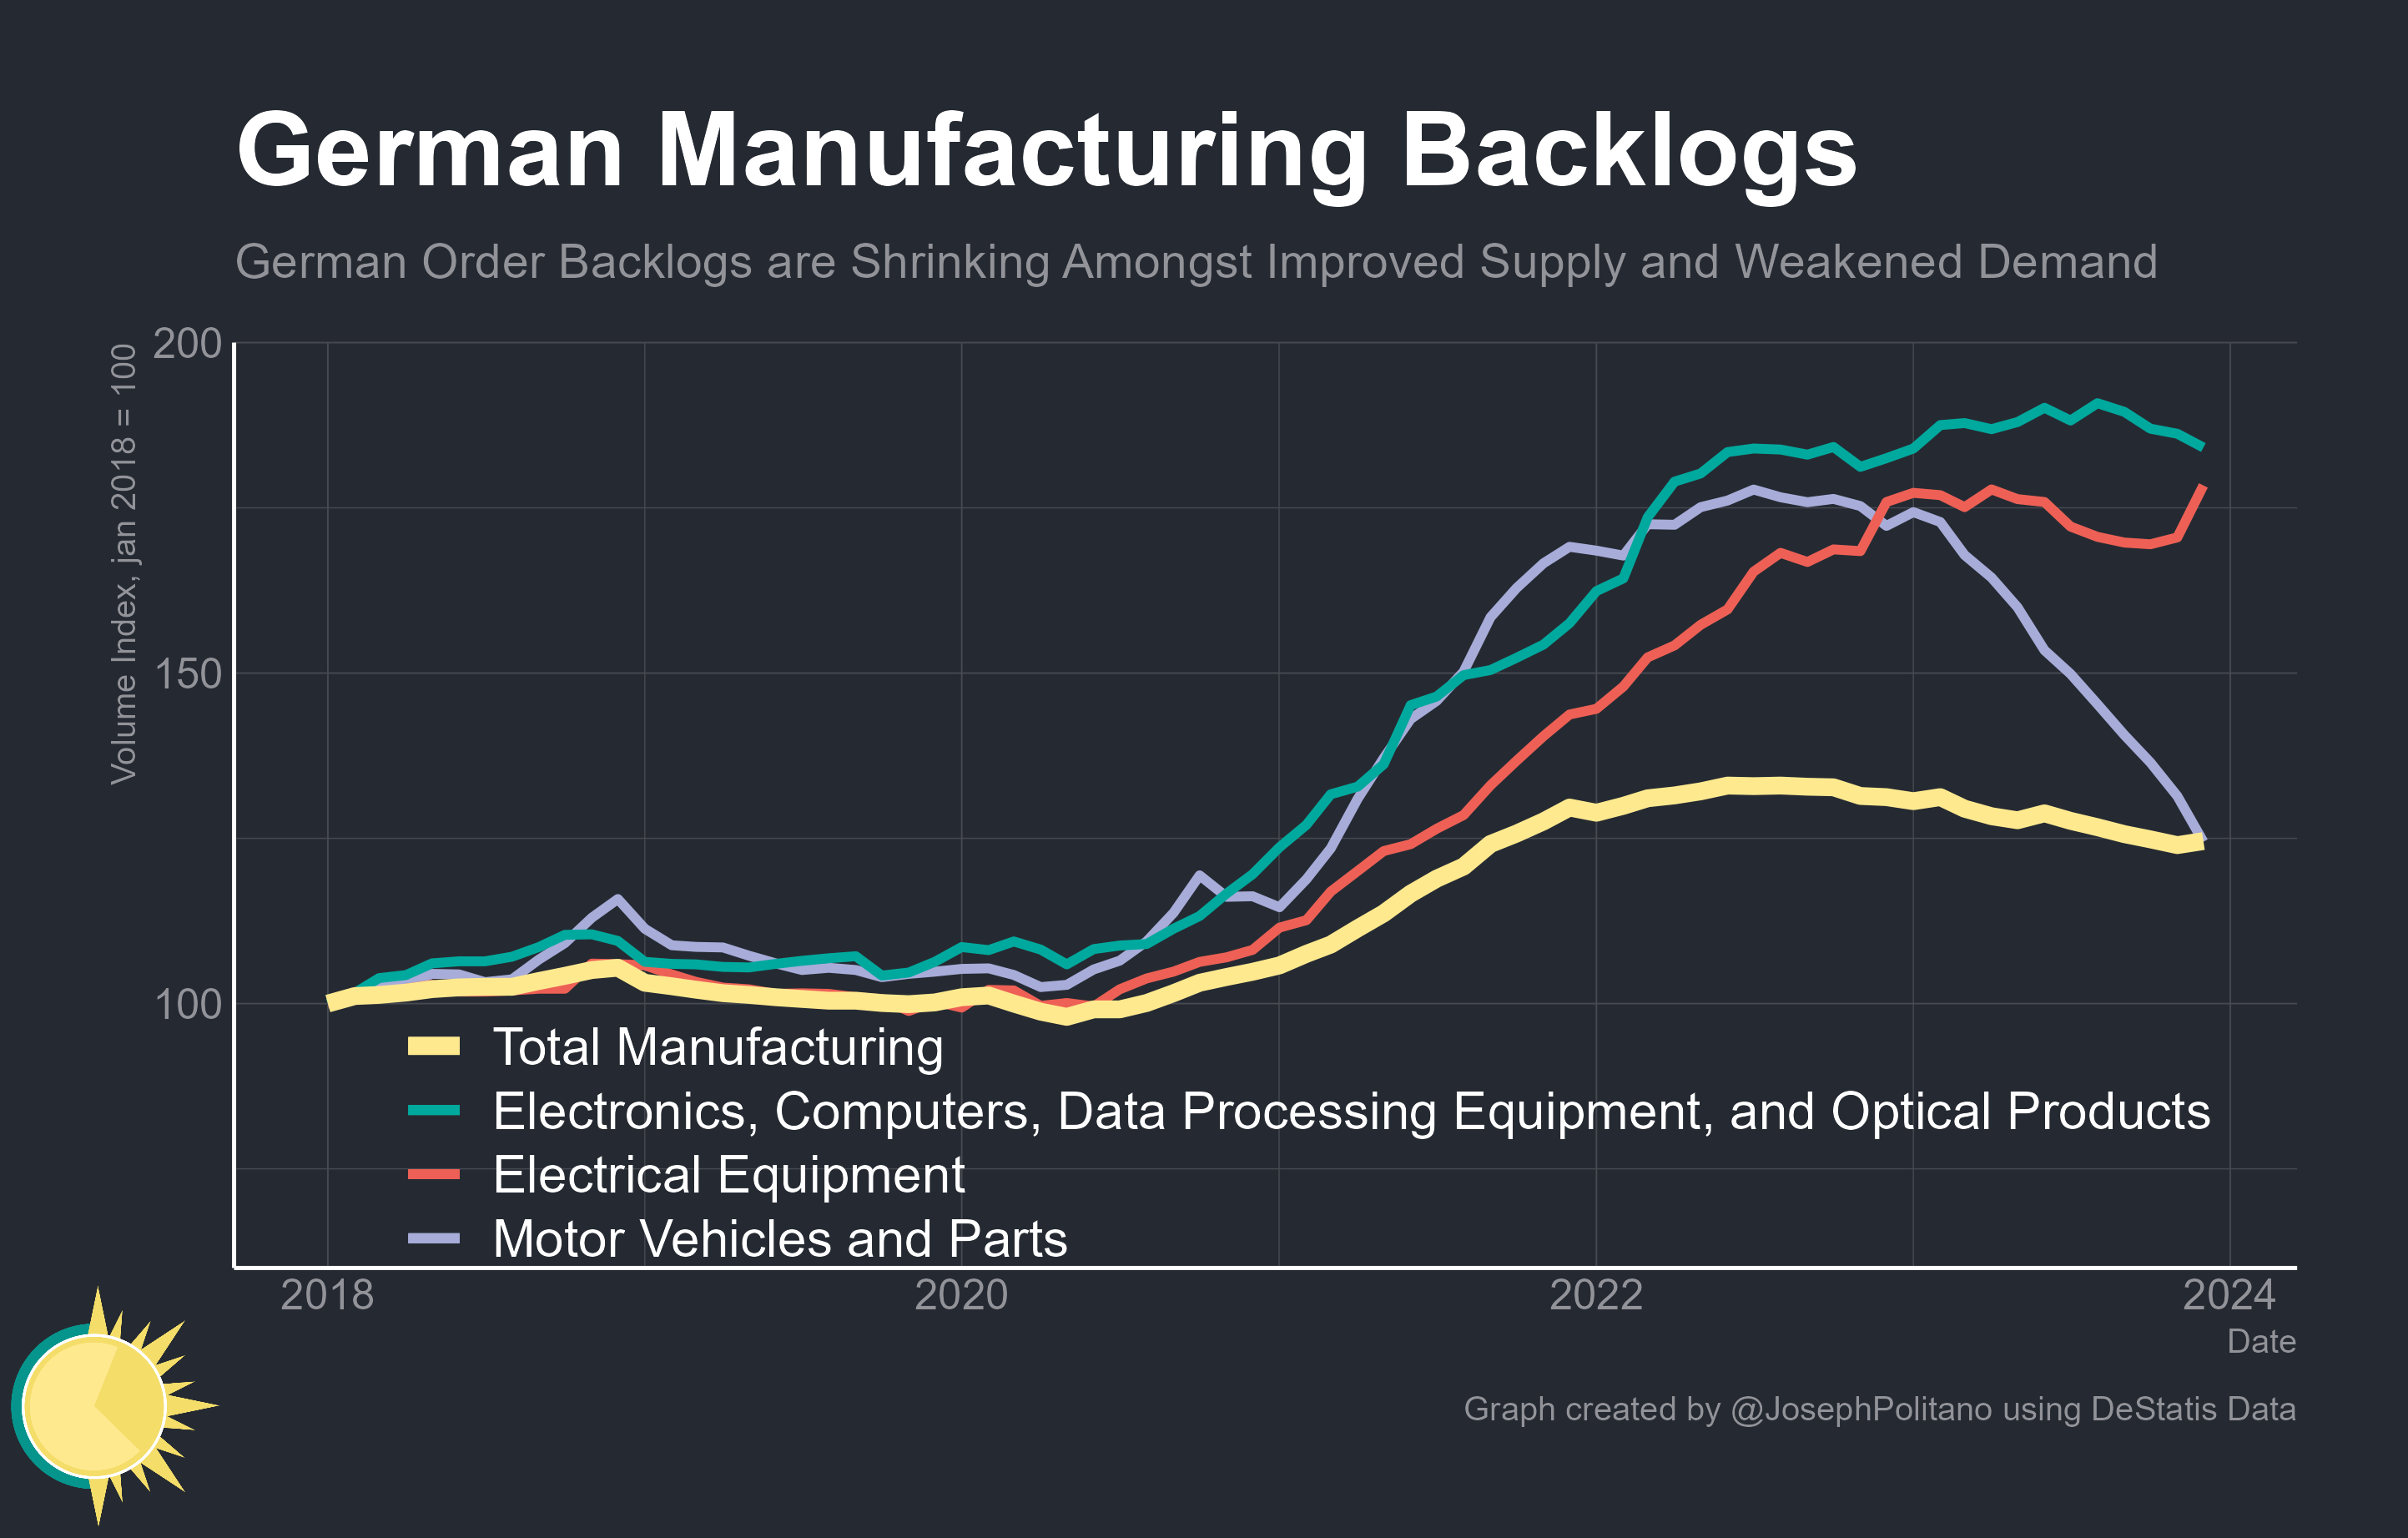 German Manufacturing Backlogs
German Order Backlogs are Shrinking Amongst Improved Supply and Weakened Demand
Volume Index, jan 2018 = 100
200
150
100
Total Manufacturing
Electronics, Computers, Data Processing Equipment, and Optical Products
Electrical Equipment
Motor Vehicles and Parts
2018
2020
2022
2024
Date
Graph created by @JosephPolitano using DeStatis Data